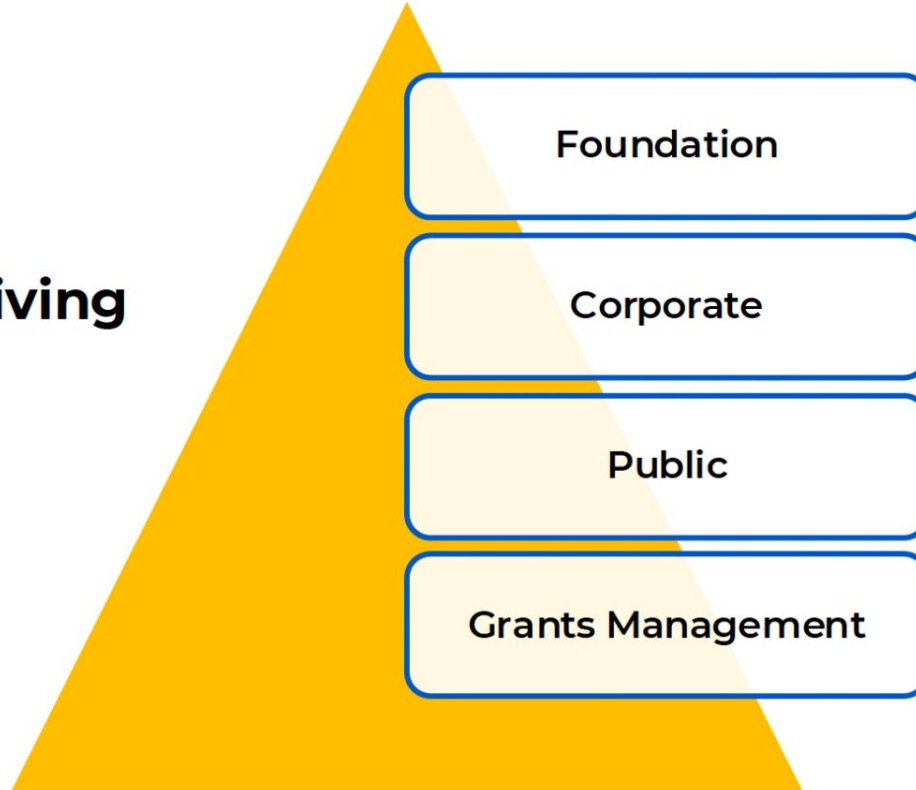 Foundation
iving
Corporate
Public
Grants Management